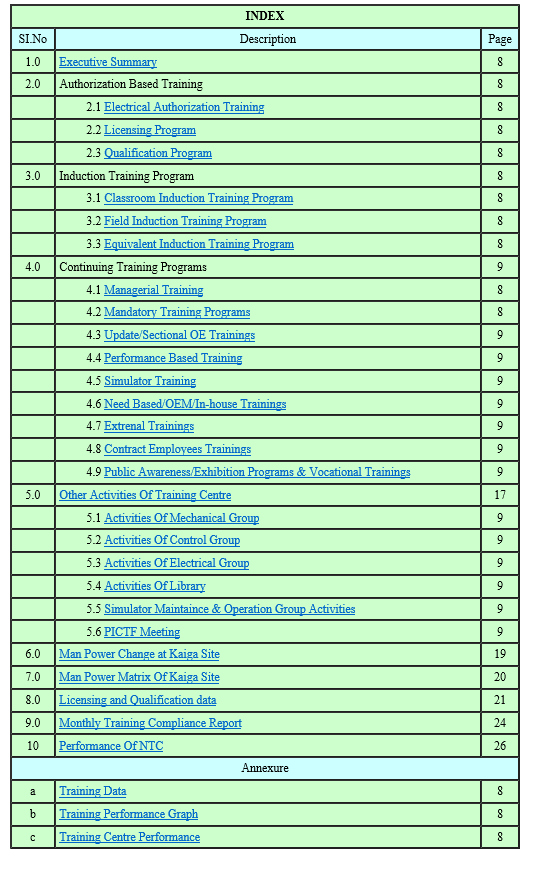 INDEX
SI.No Description Page
1.0 Executive Summary 8
2.0 Authorization Based Training 8
2.1 Electrical Authorization Training 8
2.2 Licensing Program 8
2.3 Qualification Program 8
3.0 Induction Training Program 8
3.1 Classroom Induction Training Program 8
3.2 Field Induction Training Program 8
3.3 Equivalent Induction Training Program 8
4.0 Continuing Training Programs 9
4.1 Managerial Training 8
4.2 Mandatory Training Programs 8
4.3 Update/Sectional OE Trainings 9
4.4 Performance Based Training 9
4.5 Simulator Training 9
4.6 Need Based/OEM/In-house Trainings 9
4.7 Extrenal Trainings 9
4.8 Contract Employees Trainings 9
4.9 Public Awareness/Exhibition Programs & Vocational Trainings 9
5.0 Other Activities Of Training Centre 17
5.1 Activities Of Mechanical Group 9
5.2 Activities Of Control Group 9
5.3 Activities Of Electrical Group 9
5.4 Activities Of Library 9
5.5 Simulator Maintaince & Operation Group Activities 9
5.6 PICTF Meeting 9
6.0 Man Power Change at Kaiga Site 19
7.0 Man Power Matrix Of Kaiga Site 20
8.0 Licensing and Qualification data 21
9.0 Monthly Training Compliance Report 24
10 Performance Of NTC 26
Annexure
a Training Data 8
b Training Performance Graph 8
c Training Centre Performance 8